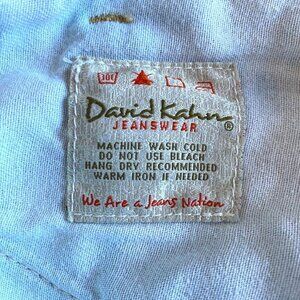 David Kahn®
JEANSWEAR
MACHINE WASH COLD
DO NOT USE BLEACH
HANG DRY RECOMMENDED
WARM IRON IF NEEDED
We Are a Jeans Nation